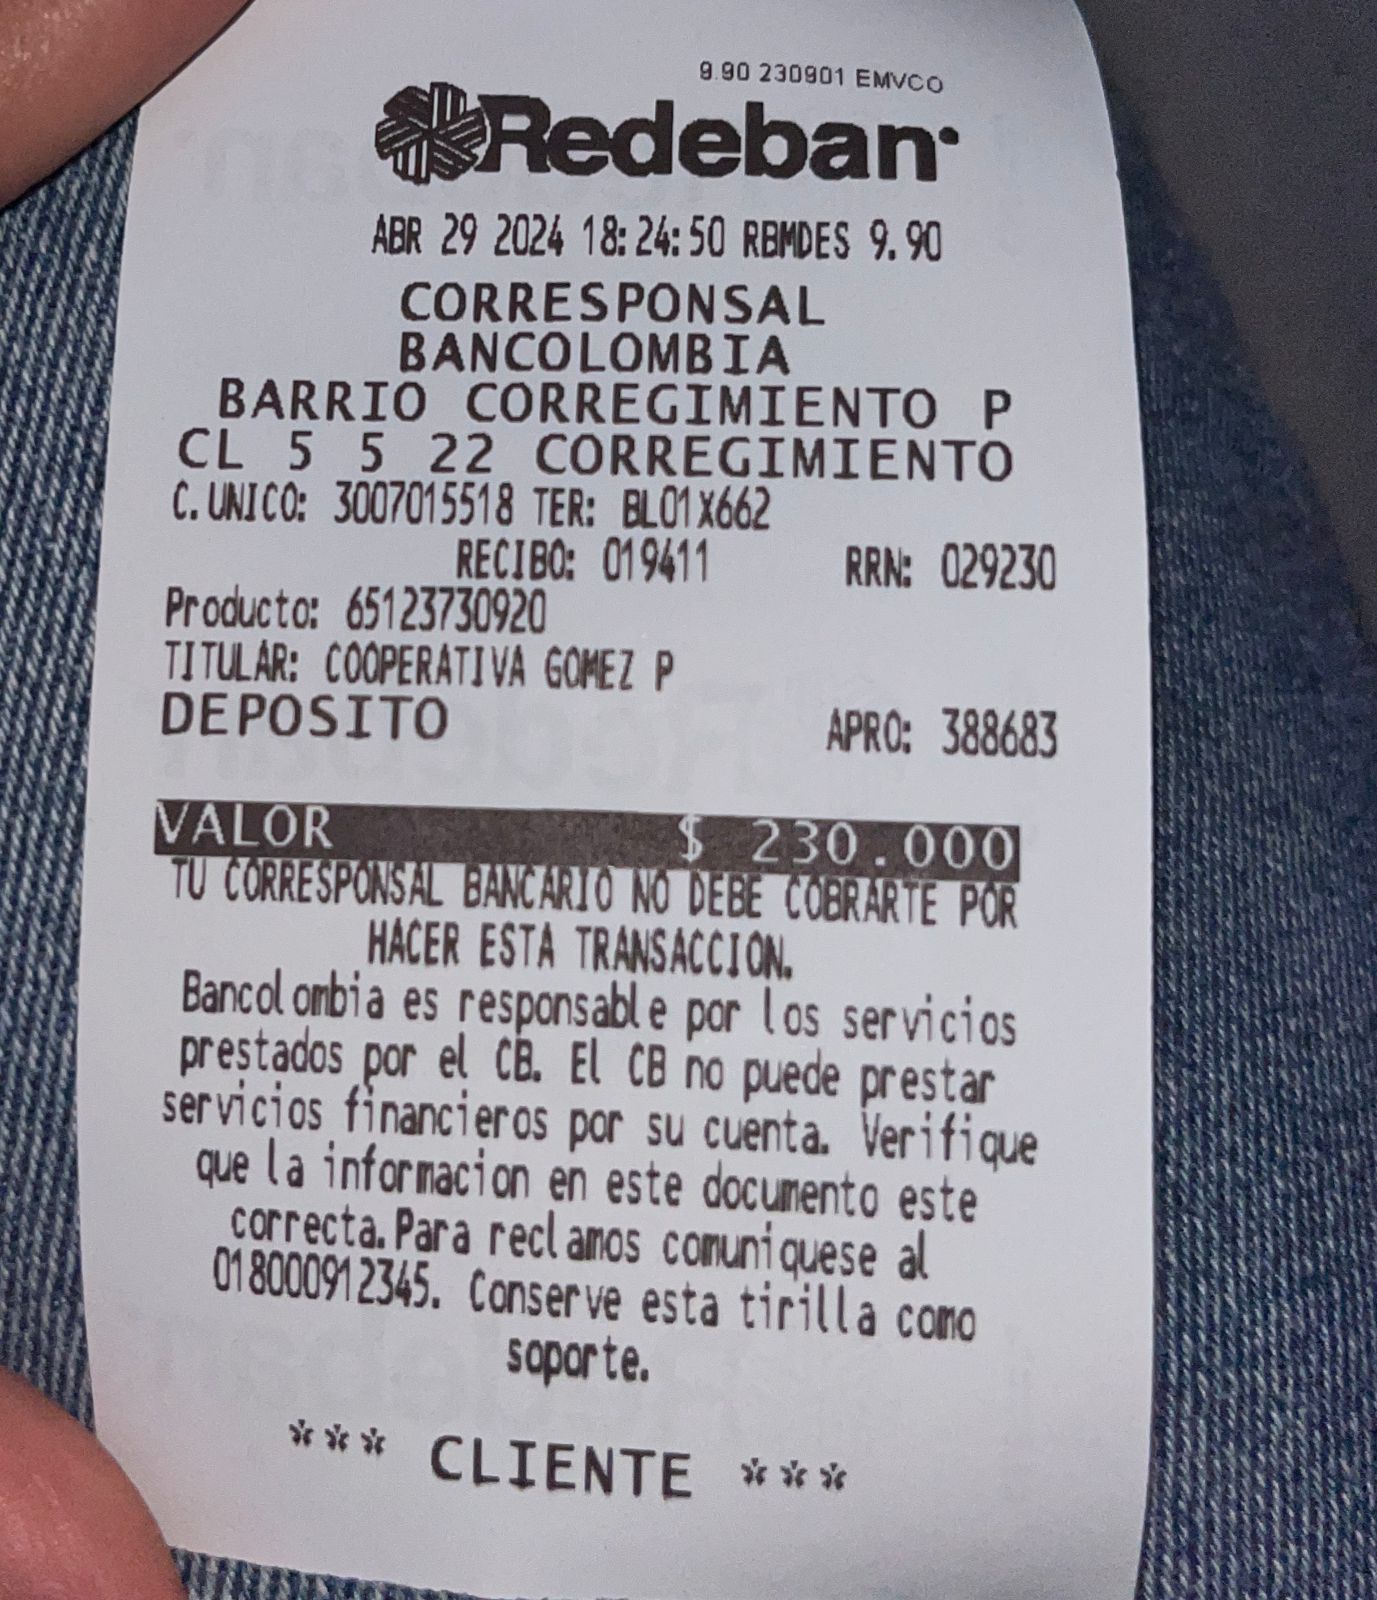 9.90 230901 EMVCO
Redeban
ABR 29 2024 18:24:50 RBMDES 9.90
CORRESPONSAL
BANCOLOMBIA
BARRIO CORREGIMIENTO P
CL 5 5 22 CORREGIMIENTO
C.UNICO: 3007015518 TER: BL01X662
RECIBO: 019411 RRN: 029230
Producto: 65123730920
TITULAR: COOPERATIVA GOMEZ P
DEPOSITO APRO: 388683
VALOR $ 230.000
TU CORRESPONSAL BANCARIO NO DEBE COBRARTE POR
HACER ESTA TRANSACCION.
Bancolombia es responsable por los servicios
prestados por el CB. El CB no puede prestar
servicios financieros por su cuenta. Verifique
que la informacion en este documento este
correcta.Para reclamos comuniquese al
018000912345. Conserve esta tirilla como
soporte.
*** CLIENTE ***